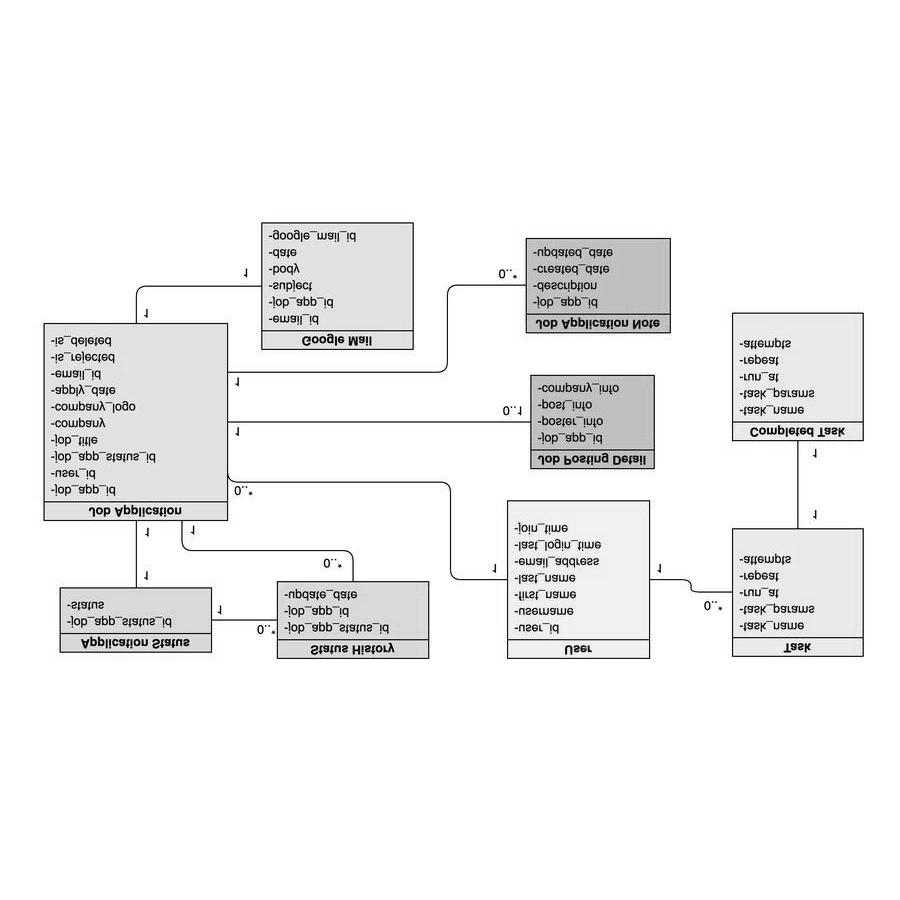 Application Status
-job_app_status_id
-status
Status History
-job_app_status_id
-job_app_id
-update_date
User
-user_id
-username
-first_name
-last_name
-email_address
-last_login_time
-join_time
Task
-task_name
-task_params
-run_at
-repeat
-attempts
0..*
1
1
0..*
1
1
0..*
0..*
1
1
1
Job Application
-job_app_id
-user_id
-job_app_status_id
-job_title
-company
-company_logo
-apply_date
-email_id
-is_rejected
-is_deleted
0..*
Job Posting Detail
-job_app_id
-poster_info
-post_info
-company_info
Completed Task
-task_name
-task_params
-run_at
-repeat
-attempts
1
1
0..1
1
Google Mail
-email_id
-job_app_id
-subject
-body
-date
-google_mail_id
Job Application Note
-job_app_id
-description
-created_date
-updated_date
1
1
0..*